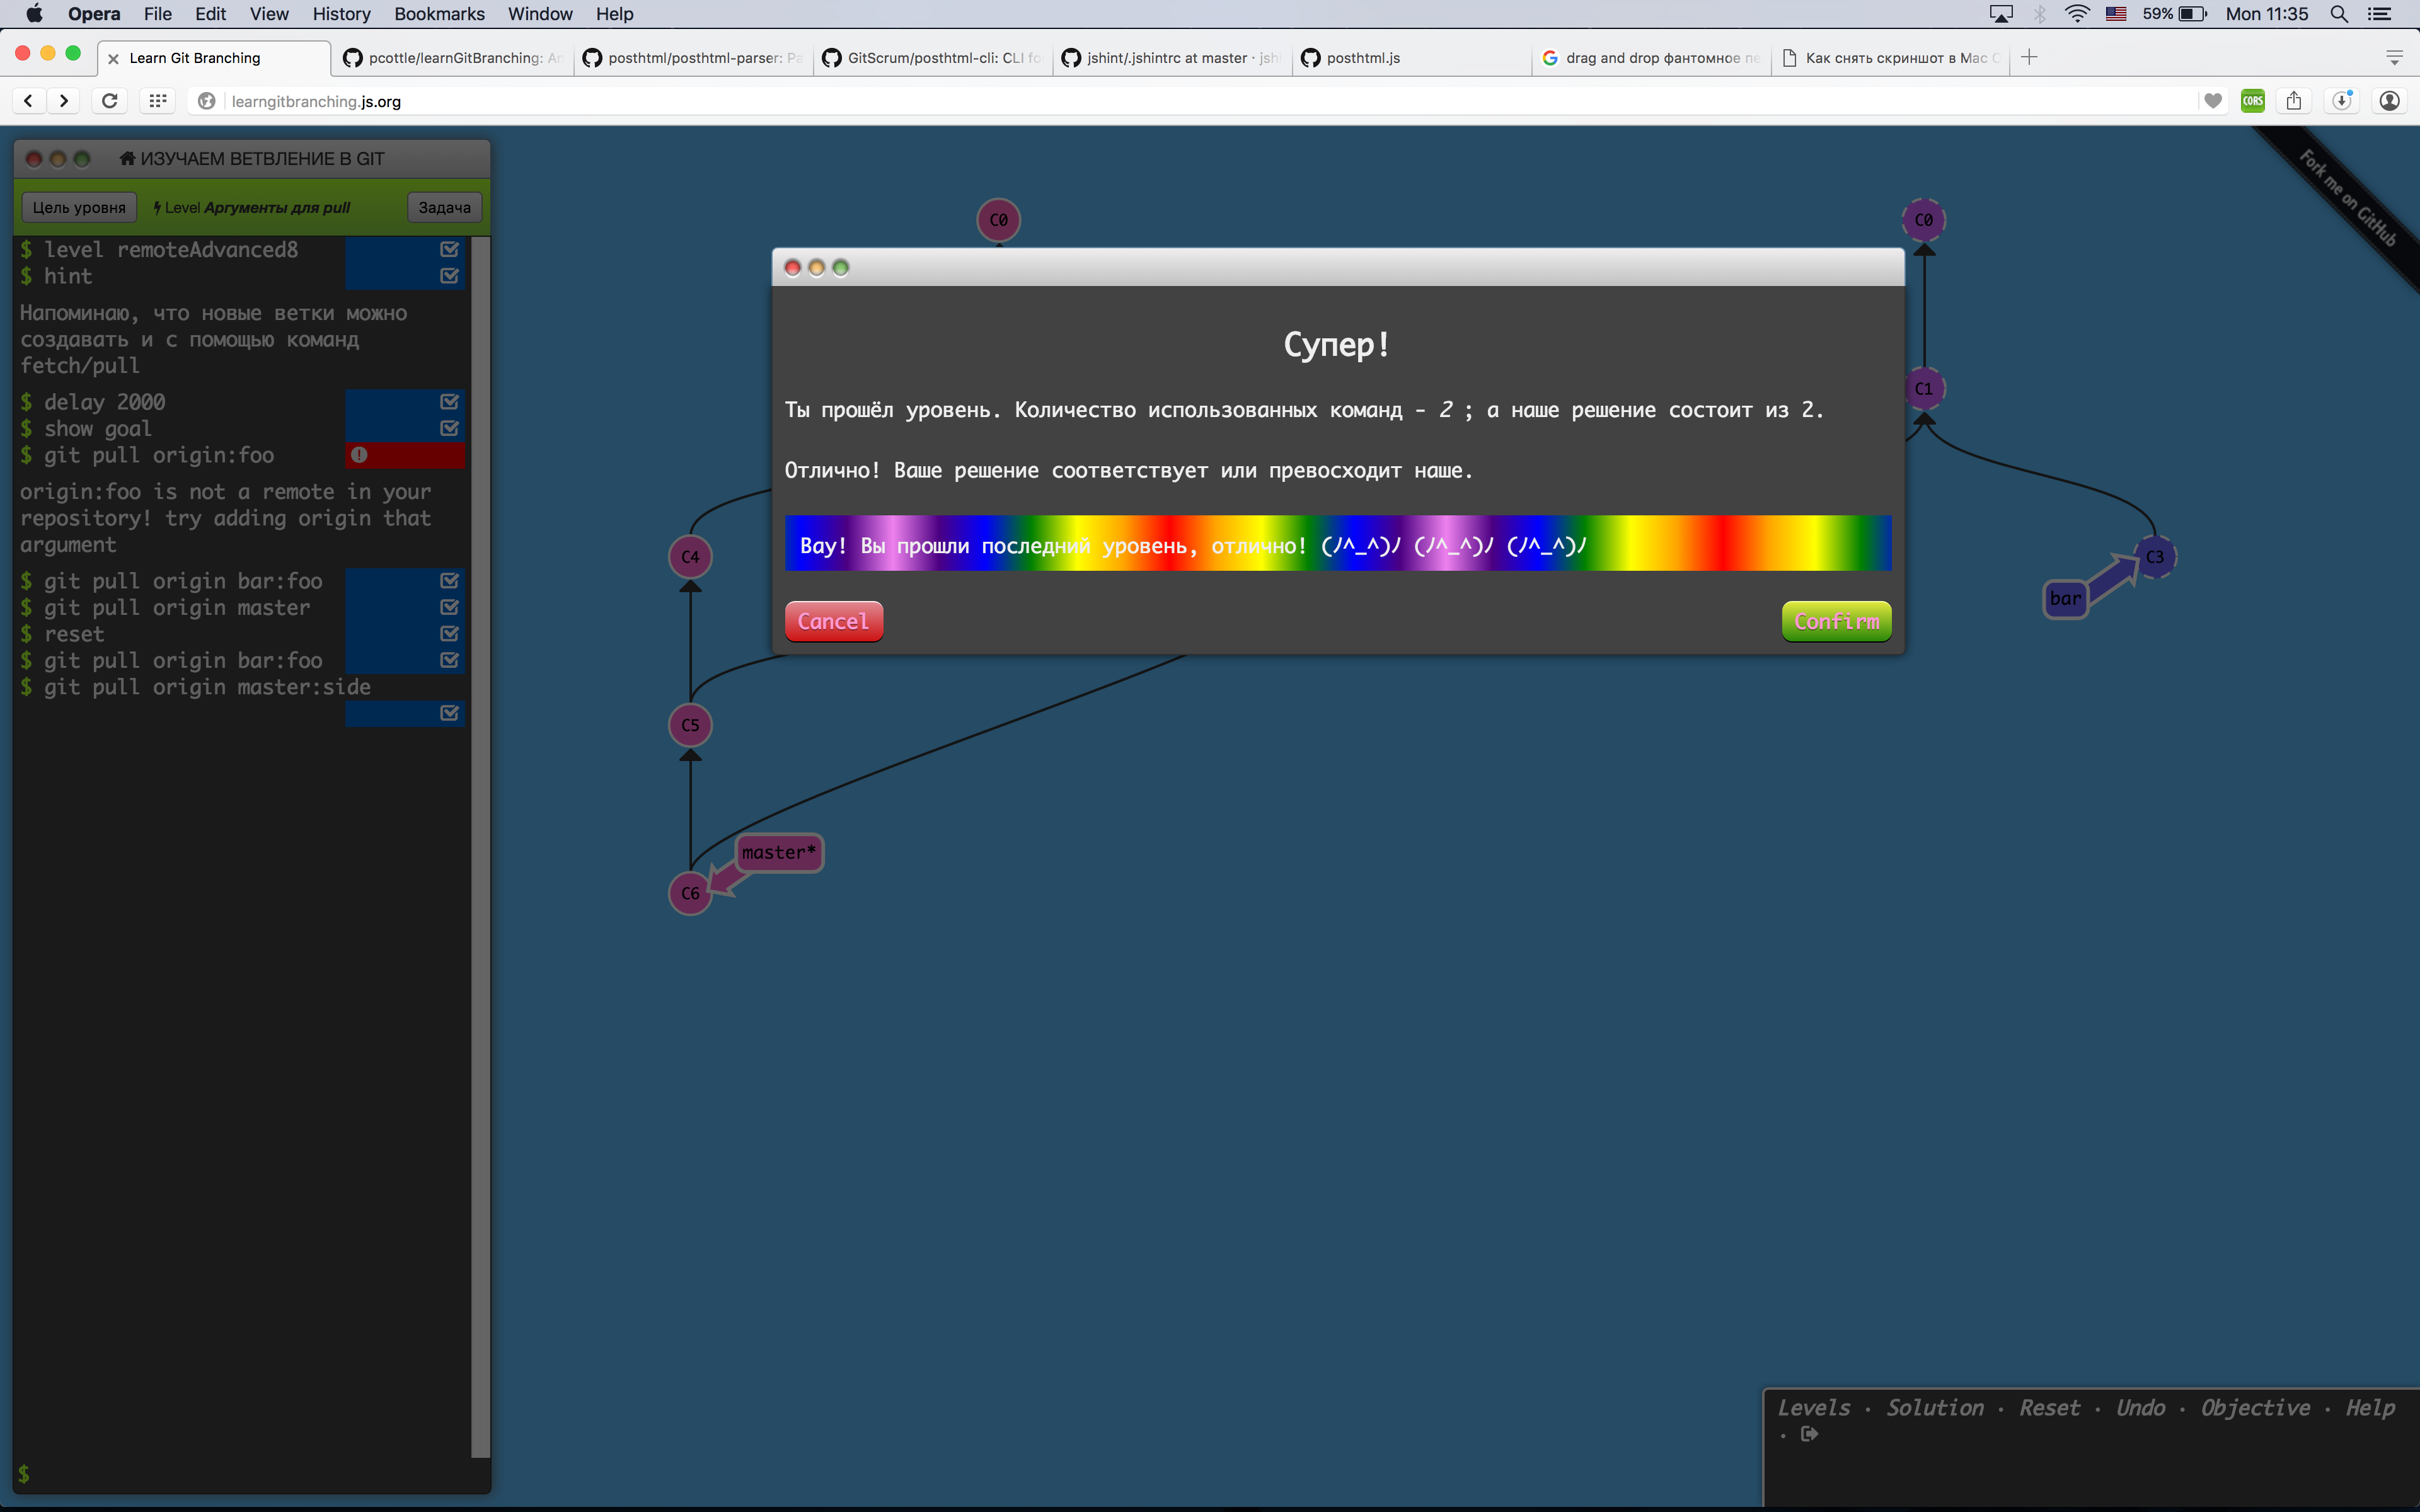 Opera File Edit View History Bookmarks Window Help 59% Mon 11:35
Learn Git Branching pcottle/learnGitBranching: An posthtml/posthtml-parser: Pa GitScrum/posthtml-cli: CLI fo jshint/.jshintrc at master · jsh posthtml.js drag and drop фантомное пе Как снять скриншот в Mac
learngitbranching.js.org CORS
ИЗУЧАЕМ ВЕТВЛЕНИЕ В GIT
Цель уровня Level Аргументы для pull Задача
$ level remoteAdvanced8
$ hint
Напоминаю, что новые ветки можно
создавать и с помощью команд
fetch/pull
$ delay 2000
$ show goal
$ git pull origin:foo
origin:foo is not a remote in your
repository! try adding origin that
argument
$ git pull origin bar:foo
$ git pull origin master
$ reset
$ git pull origin bar:foo
$ git pull origin master:side
$
C0
C4
C5
master*
C6
Супер!
Ты прошёл уровень. Количество использованных команд - 2 ; а наше решение состоит из 2.
Отлично! Ваше решение соответствует или превосходит наше.
Вау! Вы прошли последний уровень, отлично! (ﾉ^_^)ﾉ (ﾉ^_^)ﾉ (ﾉ^_^)ﾉ
Cancel Confirm
C0
C1
C3
bar
Fork me on GitHub
Levels · Solution · Reset · Undo · Objective · Help
·